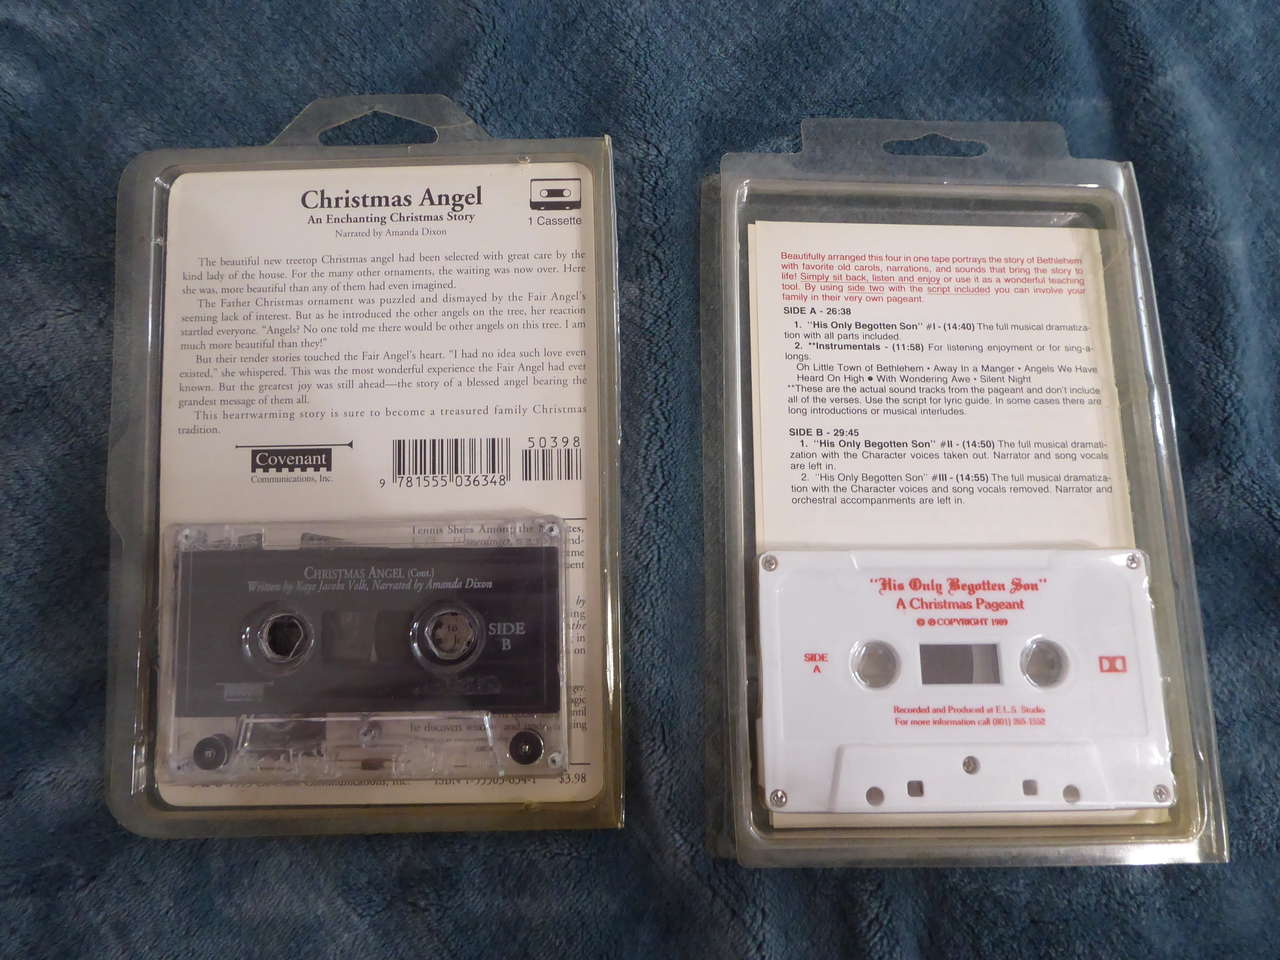 Christmas Angel
An Enchanting Christmas Story
Narrated by Amanda Dixon
1 Cassette
The beautiful new treetop Christmas angel had been selected with great care by the
kind lady of the house. For the many other ornaments, the waiting was now over. Here
she was, more beautiful than any of them had even imagined.
The Father Christmas ornament was puzzled and dismayed by the Fair Angel's
seeming lack of interest. But as he introduced the other angels on the tree, her reaction
startled everyone. "Angels? No one told me there would be other angels on this tree. I am
much more beautiful than they!"
But their tender stories touched the Fair Angel's heart. "I had no idea such love even
existed," she whispered. This was the most wonderful experience the Fair Angel had ever
known. But the greatest joy was still ahead—the story of a blessed angel bearing the
grandest message of them all.
This heartwarming story is sure to become a treasured family Christmas
tradition.
Covenant
Communications, Inc.
50398
9 781555 036348
Tennis Shoes Among the
by
the
in
on
he discovers
Communications, Inc.
$3.98
CHRISTMAS ANGEL (Cont.)
Written by Kaye Jacobs Volk, Narrated by Amanda Dixon
SIDE
B
Beautifully arranged this four in one tape portrays the story of Bethlehem
with favorite old carols, narrations, and sounds that bring the story to
life! Simply sit back, listen and enjoy or use it as a wonderful teaching
tool. By using side two with the script included you can involve your
family in their very own pageant.
SIDE A - 26:38
1. "His Only Begotten Son" #I - (14:40) The full musical dramatiza-
tion with all parts included.
2. **Instrumentals - (11:58) For listening enjoyment or for sing-a-
longs.
Oh Little Town of Bethlehem • Away In a Manger • Angels We Have
Heard On High • With Wondering Awe • Silent Night
**These are the actual sound tracks from the pageant and don't include
all of the verses. Use the script for lyric guide. In some cases there are
long introductions or musical interludes.
SIDE B - 29:45
1. "His Only Begotten Son" #II - (14:50) The full musical dramati-
zation with the Character voices taken out. Narrator and song vocals
are left in.
2. "His Only Begotten Son" #III - (14:55) The full musical dramatiza-
tion with the Character voices and song vocals removed. Narrator and
orchestral accompanments are left in.
"His Only Begotten Son"
A Christmas Pageant
© ℗ COPYRIGHT 1989
SIDE
A
Recorded and Produced at E.L.S. Studio
For more information call (801) 265-1552